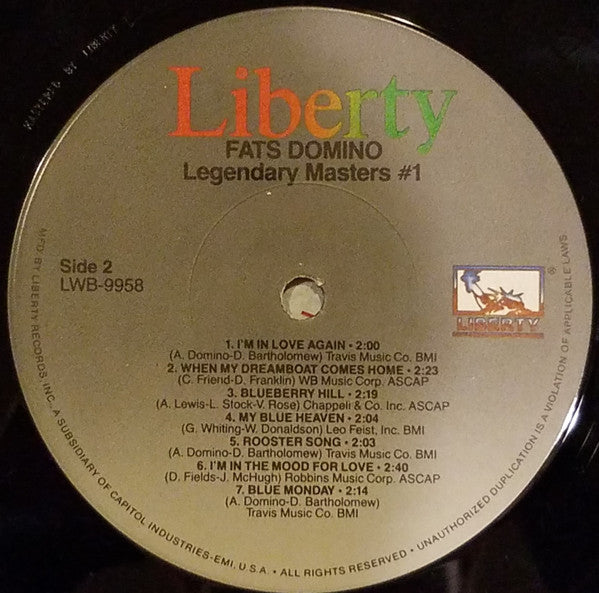 MASTERED BY LIBERTY
Liberty
FATS DOMINO
Legendary Masters #1
Side 2
LWB-9958
®
LIBERTY
1. I'M IN LOVE AGAIN • 2:00
(A. Domino-D. Bartholomew) Travis Music Co. BMI
2. WHEN MY DREAMBOAT COMES HOME • 2:23
(C. Friend-D. Franklin) WB Music Corp. ASCAP
3. BLUEBERRY HILL • 2:19
(A. Lewis-L. Stock-V. Rose) Chappell & Co. Inc. ASCAP
4. MY BLUE HEAVEN • 2:04
(G. Whiting-W. Donaldson) Leo Feist, Inc. BMI
5. ROOSTER SONG • 2:03
(A. Domino-D. Bartholomew) Travis Music Co. BMI
6. I'M IN THE MOOD FOR LOVE • 2:40
(D. Fields-J. McHugh) Robbins Music Corp. ASCAP
7. BLUE MONDAY • 2:14
(A. Domino-D. Bartholomew)
Travis Music Co. BMI
MFD. BY LIBERTY RECORDS, INC., A SUBSIDIARY OF CAPITOL INDUSTRIES-EMI, U.S.A. • ALL RIGHTS RESERVED • UNAUTHORIZED DUPLICATION IS A VIOLATION OF APPLICABLE LAWS